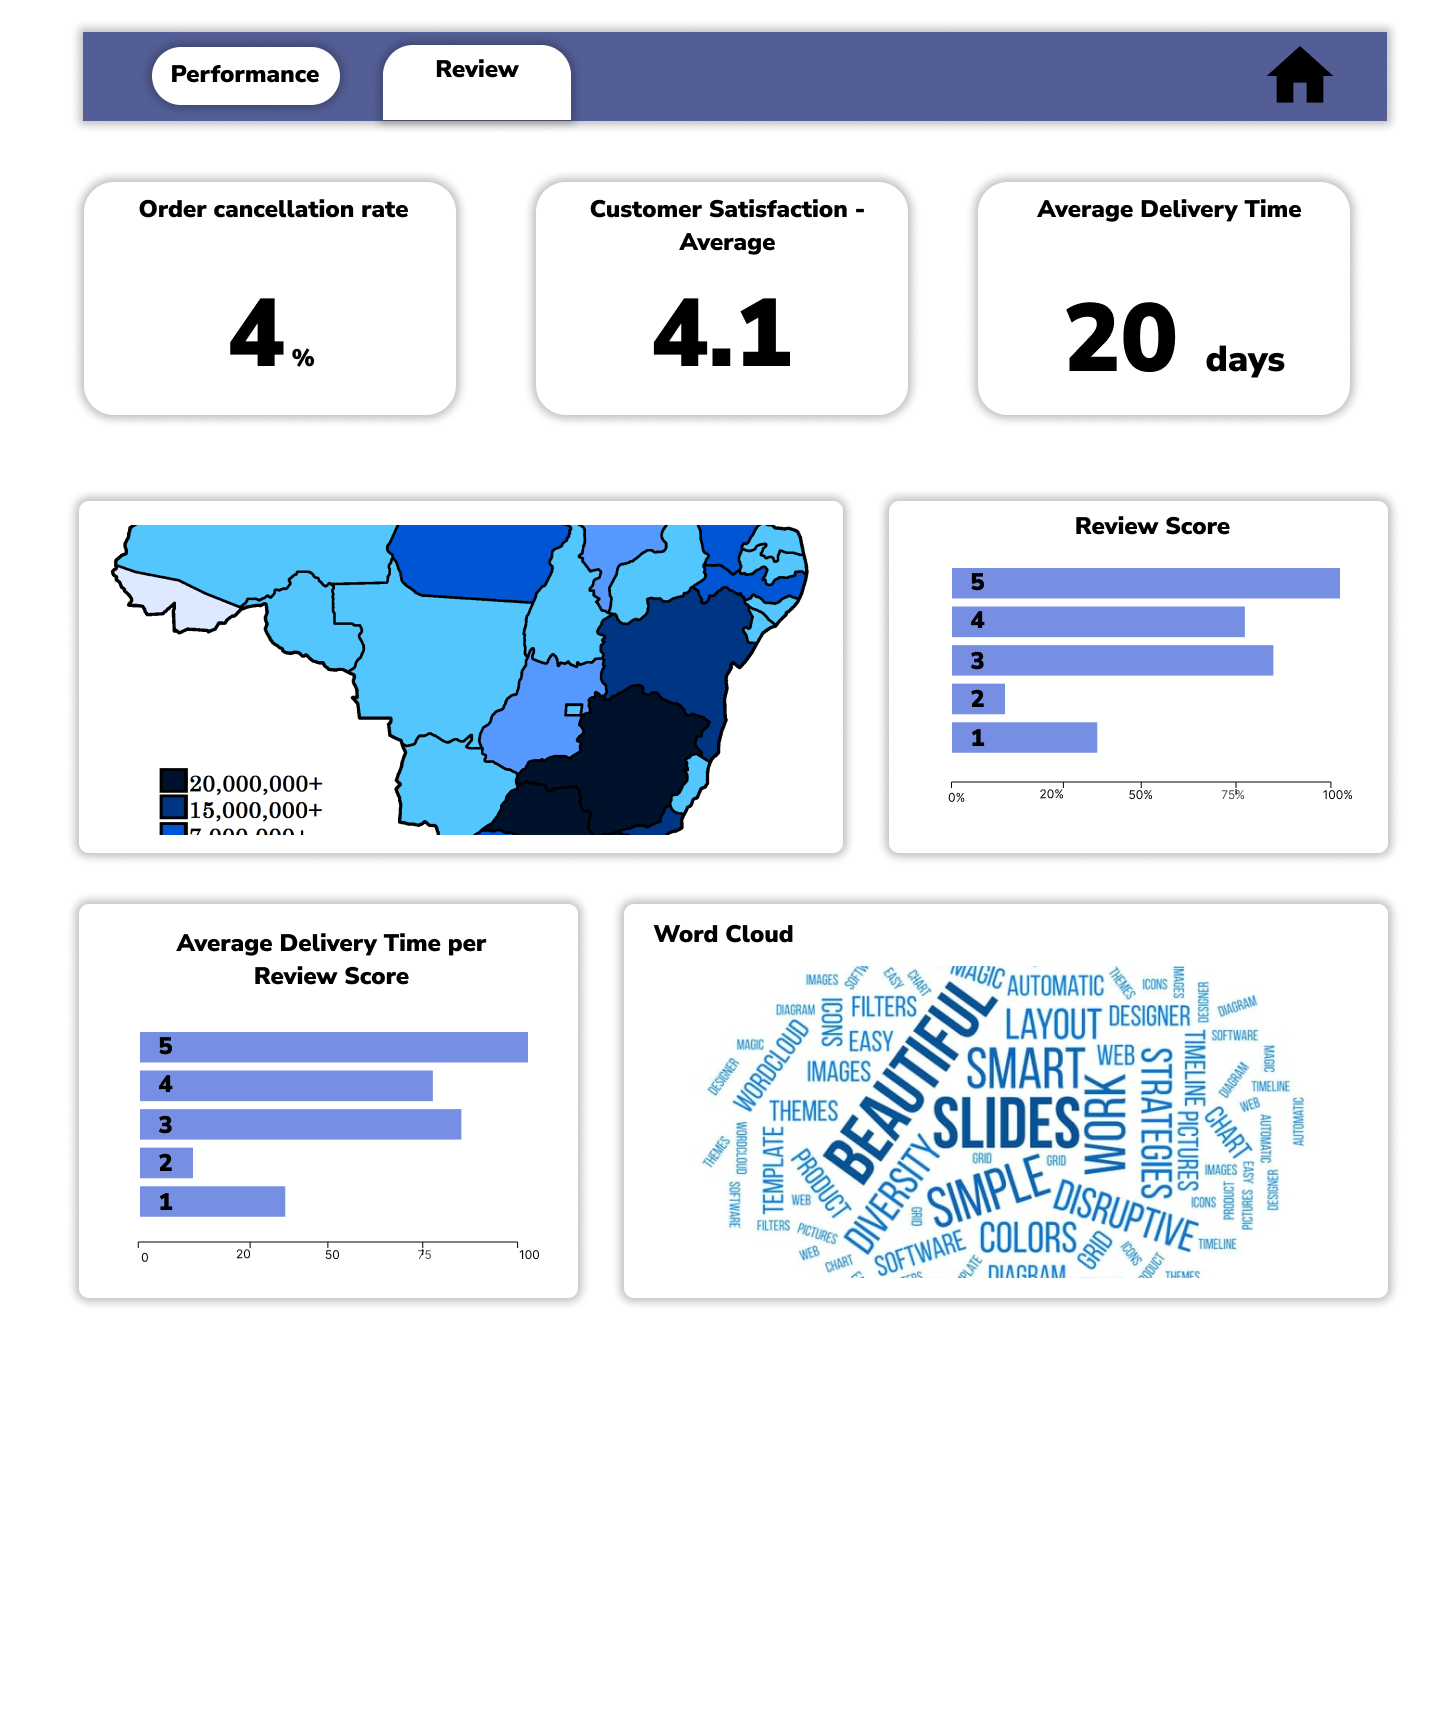 Performance
Review
Order cancellation rate
4 %
Customer Satisfaction -
Average
4.1
Average Delivery Time
20 days
20,000,000+
15,000,000+
7,000,000+
Review Score
5
4
3
2
1
0% 20% 50% 75% 100%
Average Delivery Time per
Review Score
5
4
3
2
1
0 20 50 75 100
Word Cloud
IMAGES
EASY
CHART
MAGIC
AUTOMATIC
THEMES
ICONS
IMAGES
DESIGNER
DIAGRAM
DIAGRAM
ICONS
FILTERS
BEAUTIFUL
LAYOUT
DESIGNER
SOFTWARE
MAGIC
WORDCLOUD
EASY
SMART
WEB
TIMELINE
MAGIC
DESIGNER
IMAGES
WORK
STRATEGIES
DIAGRAM
TIMELINE
THEMES
SLIDES
PICTURES
CHART
WEB
AUTOMATIC
AUTOMATIC
THEMES
WORDCLOUD
TEMPLATE
PRODUCT
DIVERSITY
GRID
GRID
IMAGES
EASY
DESIGNER
SOFTWARE
WEB
GRID
SIMPLE
DISRUPTIVE
ICONS
PRODUCT
PICTURES
FILTERS
PICTURES
SOFTWARE
COLORS
GRID
TIMELINE
WEB
CHART
ICONS
DIAGRAM
THEMES